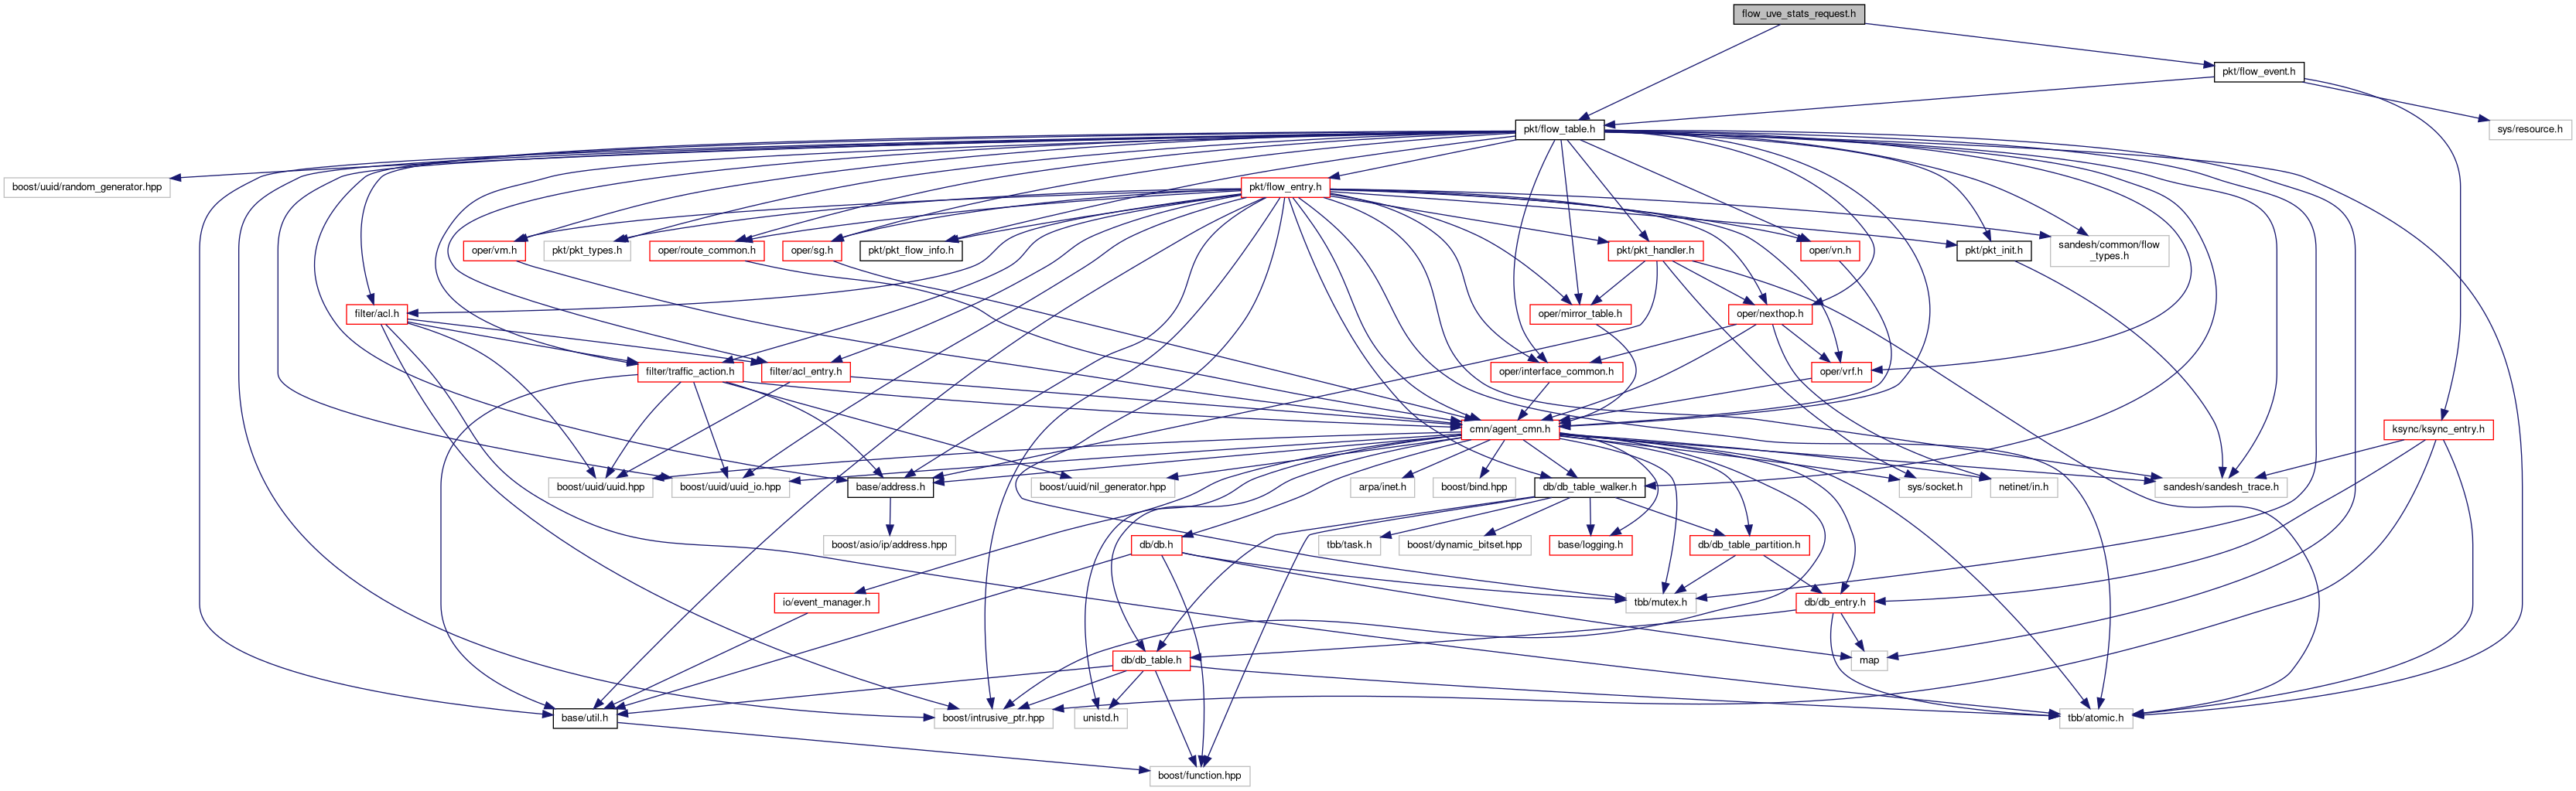 flow_uve_stats_request.h
pkt/flow_event.h
pkt/flow_table.h
sys/resource.h
boost/uuid/random_generator.hpp
pkt/flow_entry.h
oper/vm.h
pkt/pkt_types.h
oper/route_common.h
oper/sg.h
pkt/pkt_flow_info.h
pkt/pkt_handler.h
oper/vn.h
pkt/pkt_init.h
sandesh/common/flow
_types.h
filter/acl.h
oper/mirror_table.h
oper/nexthop.h
filter/traffic_action.h
filter/acl_entry.h
oper/interface_common.h
oper/vrf.h
cmn/agent_cmn.h
ksync/ksync_entry.h
boost/uuid/uuid.hpp
boost/uuid/uuid_io.hpp
base/address.h
boost/uuid/nil_generator.hpp
arpa/inet.h
boost/bind.hpp
db/db_table_walker.h
sys/socket.h
netinet/in.h
sandesh/sandesh_trace.h
boost/asio/ip/address.hpp
db/db.h
tbb/task.h
boost/dynamic_bitset.hpp
base/logging.h
db/db_table_partition.h
io/event_manager.h
tbb/mutex.h
db/db_entry.h
db/db_table.h
map
base/util.h
boost/intrusive_ptr.hpp
unistd.h
tbb/atomic.h
boost/function.hpp